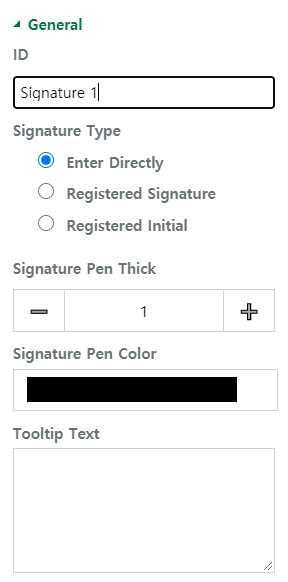 General
ID
Signature 1
Signature Type
Enter Directly
Registered Signature
Registered Initial
Signature Pen Thick
1
Signature Pen Color
Tooltip Text